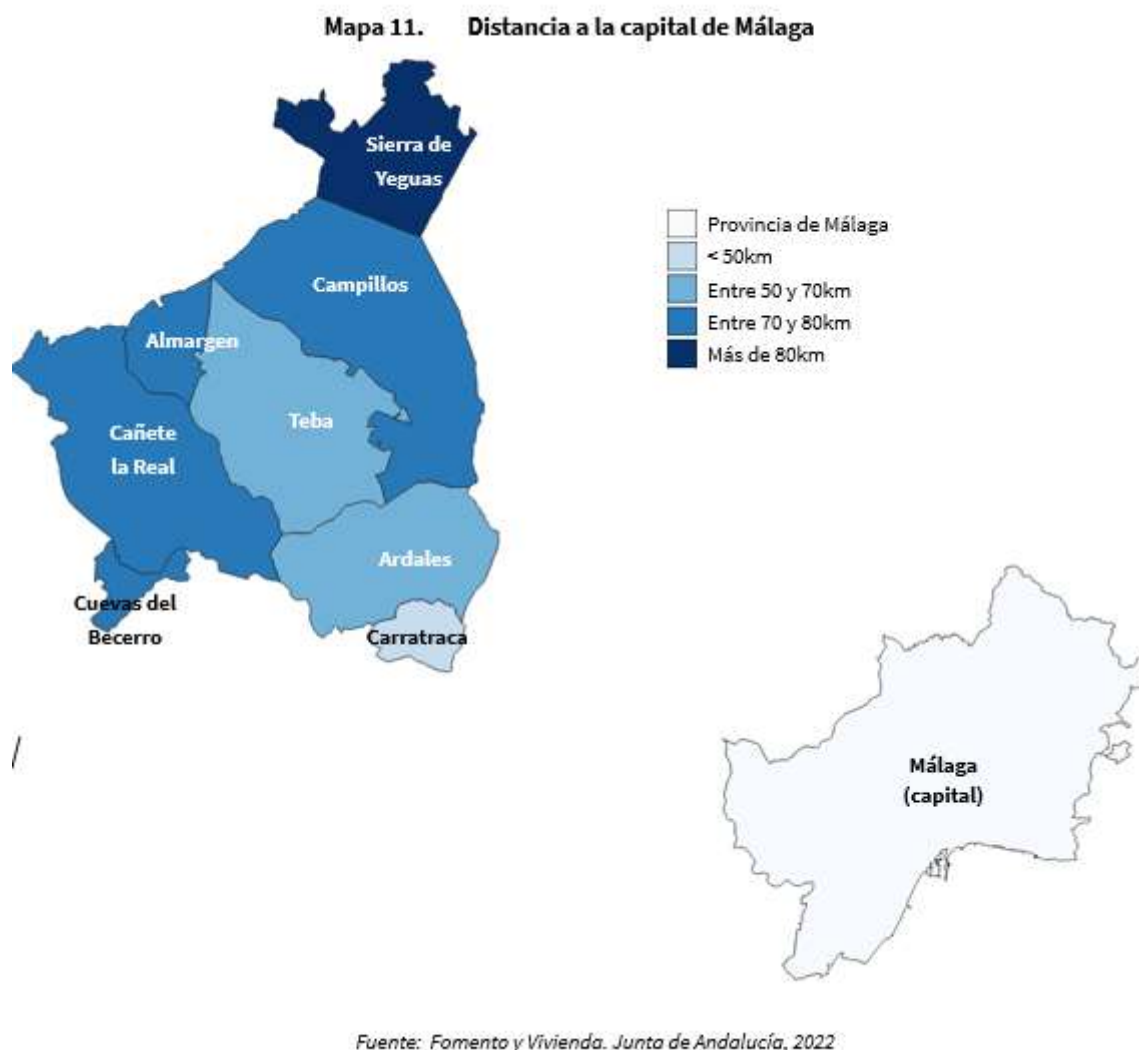 Mapa 11. Distancia a la capital de Málaga
Sierra de
Yeguas
Provincia de Málaga
< 50km
Entre 50 y 70km
Entre 70 y 80km
Más de 80km
Campillos
Almargen
Teba
Cañete
la Real
Ardales
Cuevas del
Becerro
Carratraca
/
Málaga
(capital)
Fuente: Fomento y Vivienda. Junta de Andalucía, 2022